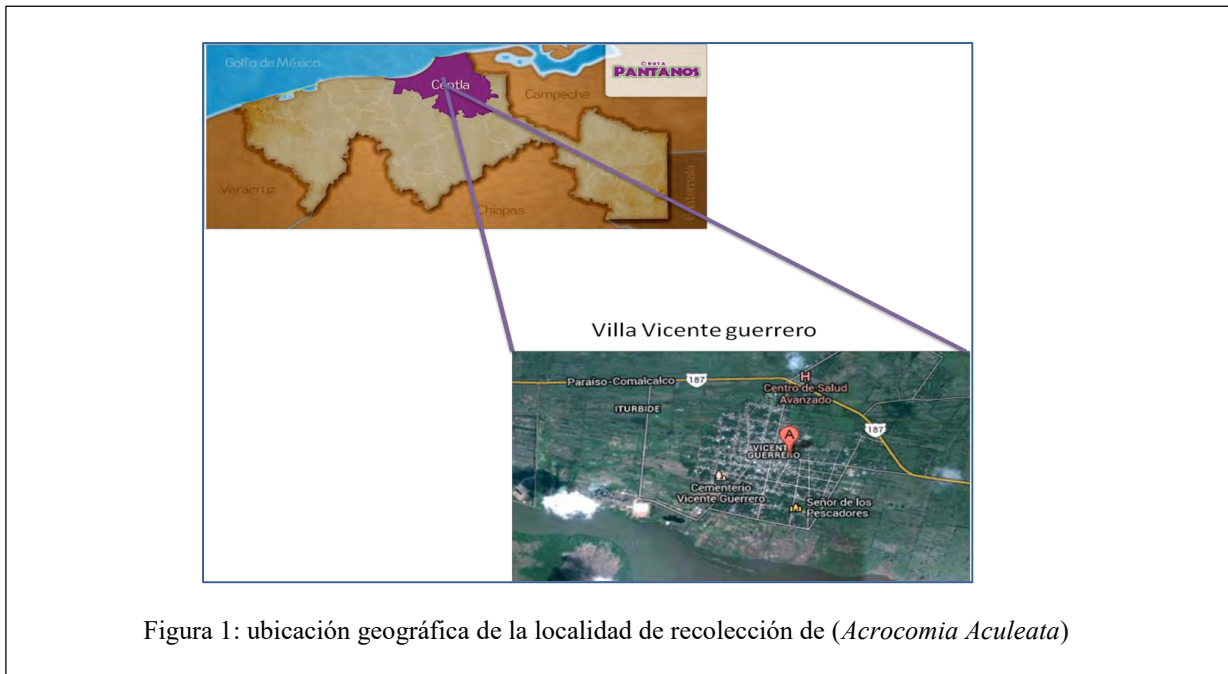 Golfo de México
RUTA
PANTANOS
Centla
Campeche
Veracruz
Chiapas
Guatemala
Villa Vicente guerrero
Paraíso-Comalcalco
187
H
Centro de Salud
Avanzado
ITURBIDE
187
A
VICENTE
GUERRERO
Cementerio
Vicente Guerrero
Señor de los
Pescadores
Figura 1: ubicación geográfica de la localidad de recolección de (Acrocomia Aculeata)